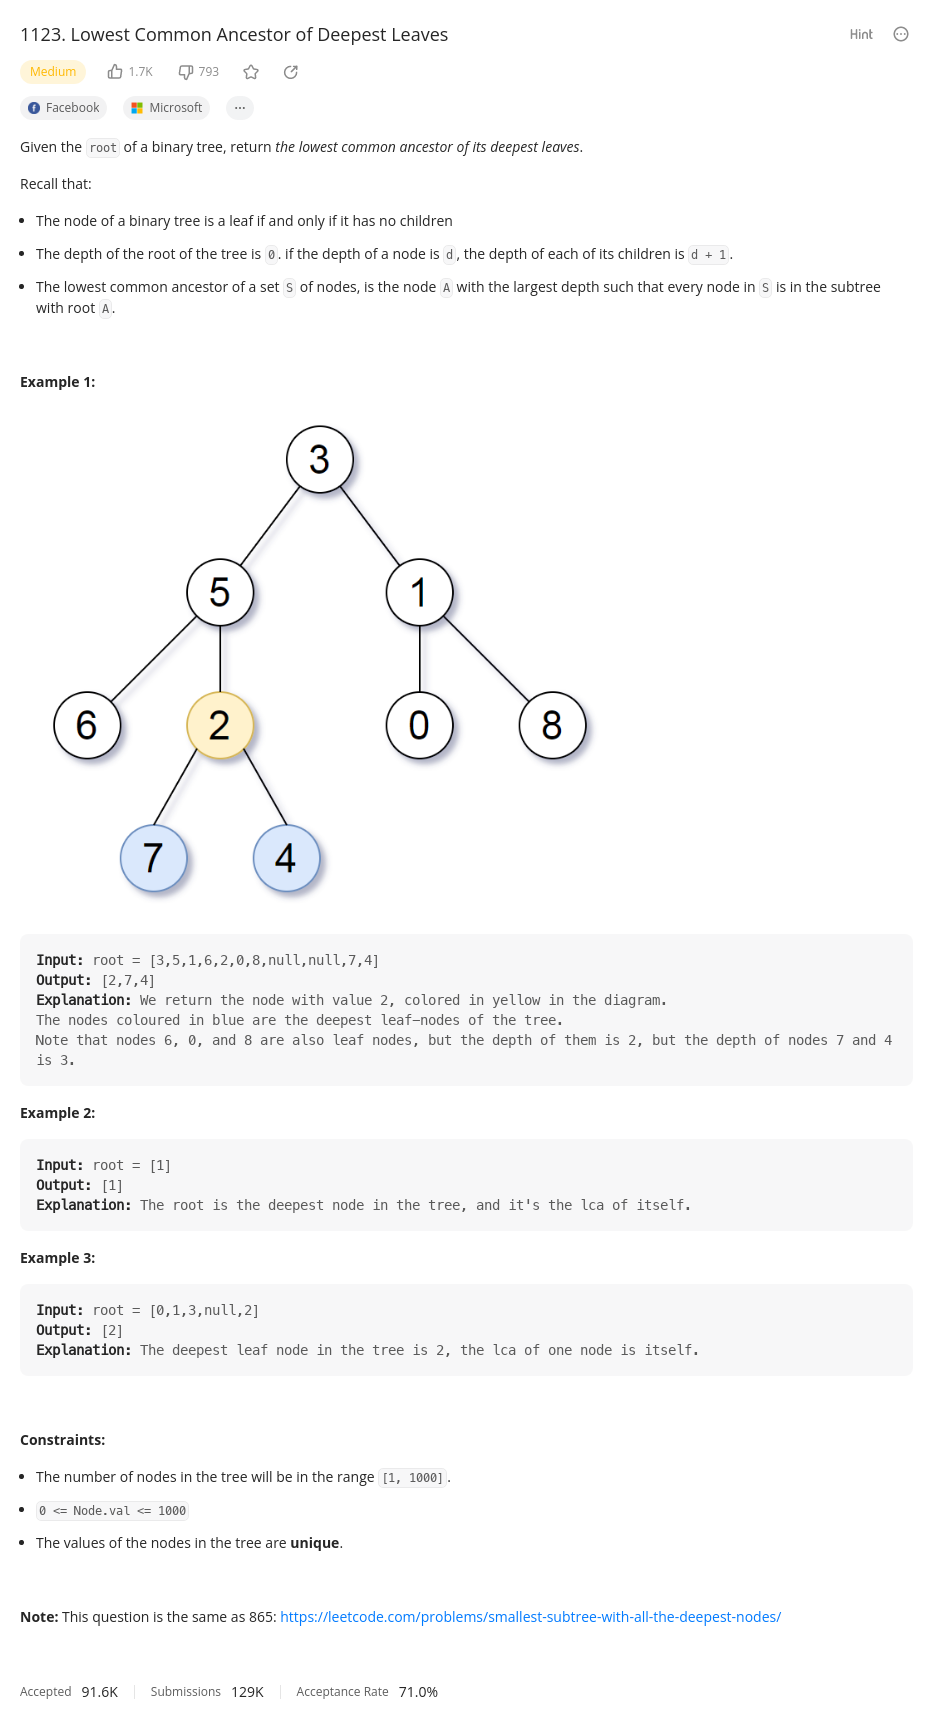 1123. Lowest Common Ancestor of Deepest Leaves
Hint
Medium 1.7K 793
Facebook Microsoft ...
Given the root of a binary tree, return the lowest common ancestor of its deepest leaves.
Recall that:
• The node of a binary tree is a leaf if and only if it has no children
• The depth of the root of the tree is 0. if the depth of a node is d, the depth of each of its children is d + 1.
• The lowest common ancestor of a set S of nodes, is the node A with the largest depth such that every node in S is in the subtree
with root A.
Example 1:
3
5 1
6 2 0 8
7 4
Input: root = [3,5,1,6,2,0,8,null,null,7,4]
Output: [2,7,4]
Explanation: We return the node with value 2, colored in yellow in the diagram.
The nodes coloured in blue are the deepest leaf-nodes of the tree.
Note that nodes 6, 0, and 8 are also leaf nodes, but the depth of them is 2, but the depth of nodes 7 and 4
is 3.
Example 2:
Input: root = [1]
Output: [1]
Explanation: The root is the deepest node in the tree, and it's the lca of itself.
Example 3:
Input: root = [0,1,3,null,2]
Output: [2]
Explanation: The deepest leaf node in the tree is 2, the lca of one node is itself.
Constraints:
• The number of nodes in the tree will be in the range [1, 1000].
• 0 <= Node.val <= 1000
• The values of the nodes in the tree are unique.
Note: This question is the same as 865: https://leetcode.com/problems/smallest-subtree-with-all-the-deepest-nodes/
Accepted 91.6K Submissions 129K Acceptance Rate 71.0%